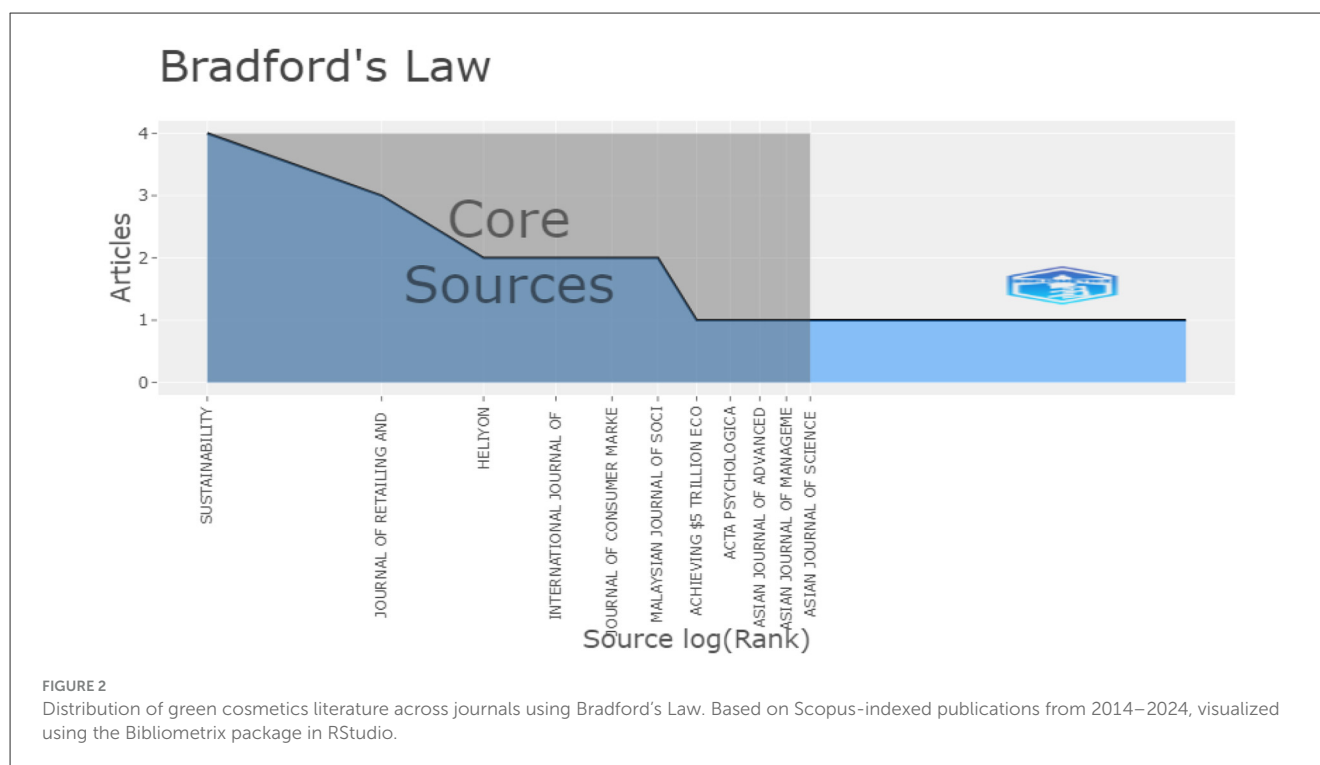 Bradford's Law
Articles
4
3
2
1
0
Core
Sources
SUSTAINABILITY
JOURNAL OF RETAILING AND
HELIYON
INTERNATIONAL JOURNAL OF
JOURNAL OF CONSUMER MARKE
MALAYSIAN JOURNAL OF SOCI
ACHIEVING $5 TRILLION ECO
ACTA PSYCHOLOGICA
ASIAN JOURNAL OF ADVANCED
ASIAN JOURNAL OF MANAGEME
ASIAN JOURNAL OF SCIENCE
Source log(Rank)
FIGURE 2
Distribution of green cosmetics literature across journals using Bradford's Law. Based on Scopus-indexed publications from 2014–2024, visualized
using the Bibliometrix package in RStudio.